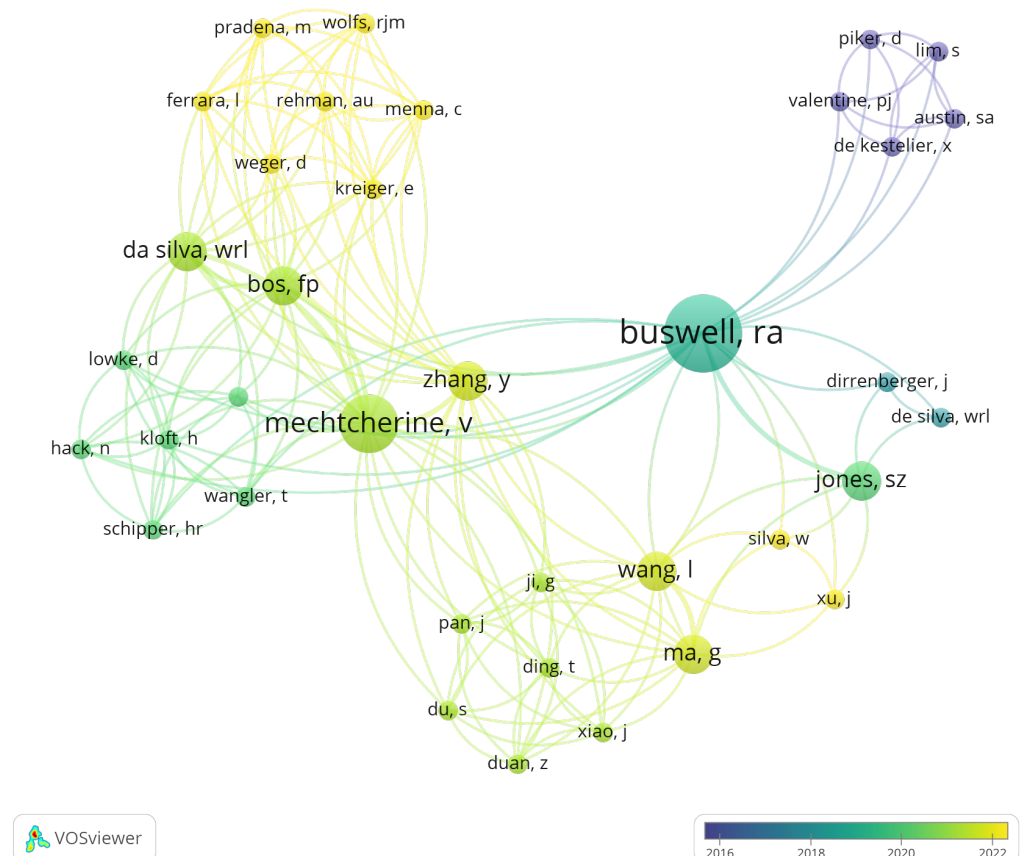 pradena, m
wolfs, rjm
ferrara, l
rehman, au
menna, c
weger, d
kreiger, e
piker, d
lim, s
valentine, pj
austin, sa
de kestelier, x
da silva, wrl
bos, fp
buswell, ra
lowke, d
zhang, y
dirrenberger, j
de silva, wrl
mechtcherine, v
hack, n
kloft, h
wangler, t
schipper, hr
jones, sz
silva, w
wang, l
ji, g
xu, j
pan, j
ma, g
ding, t
du, s
xiao, j
duan, z
VOSviewer
2016
2018
2020
2022